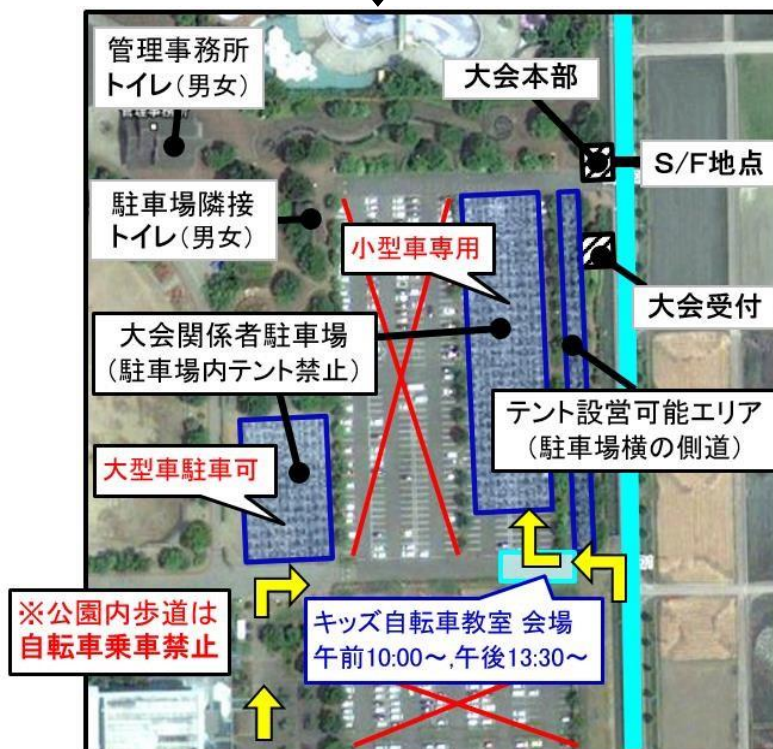 管理事務所
トイレ(男女)
大会本部
S/F地点
駐車場隣接
トイレ(男女)
小型車専用
大会受付
大会関係者駐車場
(駐車場内テント禁止)
テント設営可能エリア
(駐車場横の側道)
大型車駐車可
※公園内歩道は
自転車乗車禁止
キッズ自転車教室 会場
午前10:00～,午後13:30～